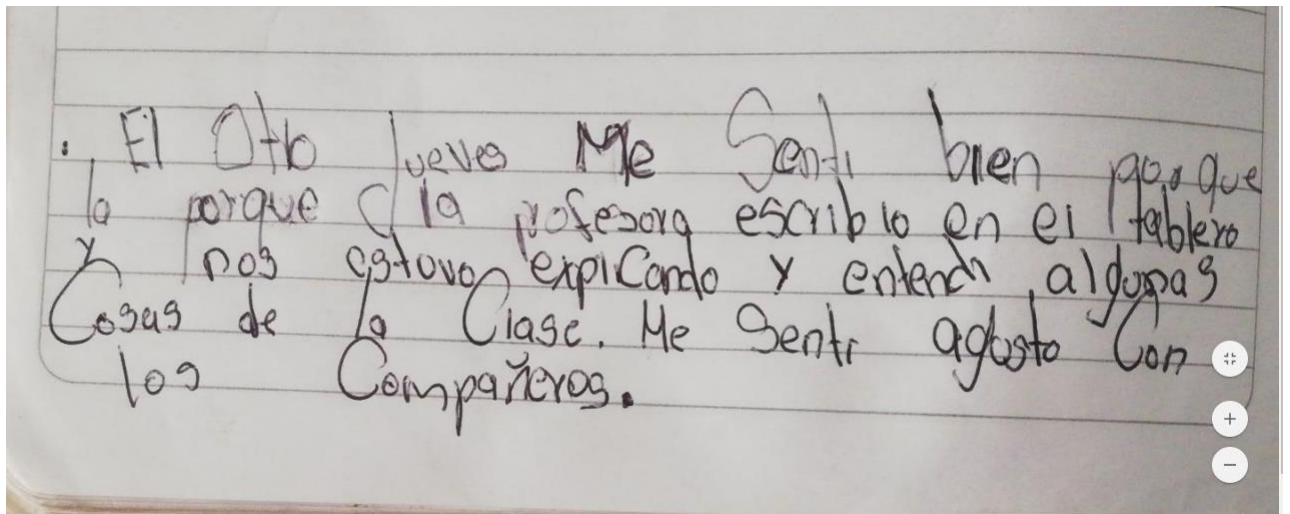 . El Otro Jueves Me Sentí bien porque
la porque la profesora escribio en el tablero
y nos estuvo expicando y entendi algunas
Cosas de la Clase. Me Senti agusto Con
los Compañeros.